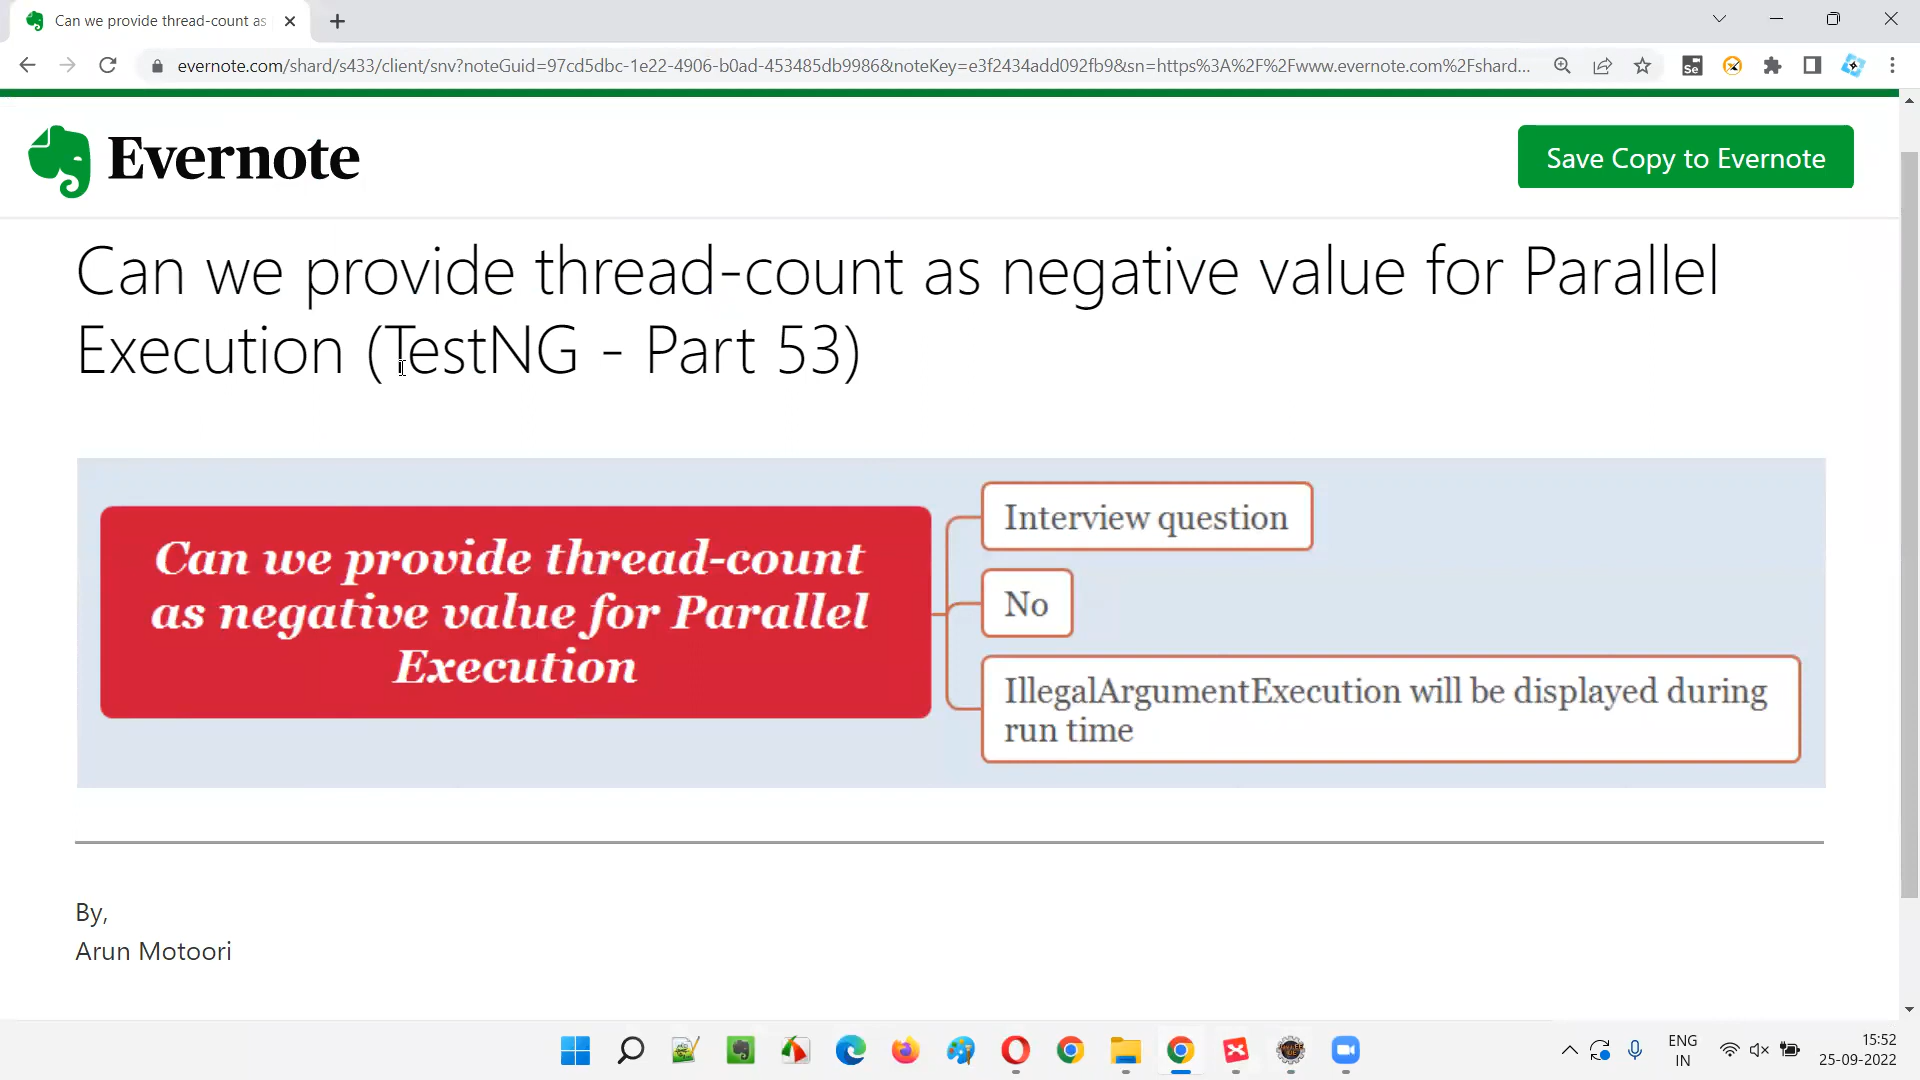 Can we provide thread-count as
evernote.com/shard/s433/client/snv?noteGuid=97cd5dbc-1e22-4906-b0ad-453485db9986&noteKey=e3f2434add092fb9&sn=https%3A%2F%2Fwww.evernote.com%2Fshard...
Se
Evernote
Save Copy to Evernote
Can we provide thread-count as negative value for Parallel
Execution (TestNG - Part 53)
Can we provide thread-count
as negative value for Parallel
Execution
Interview question
No
IllegalArgumentExecution will be displayed during
run time
By,
Arun Motoori
ENG
IN
15:52
25-09-2022